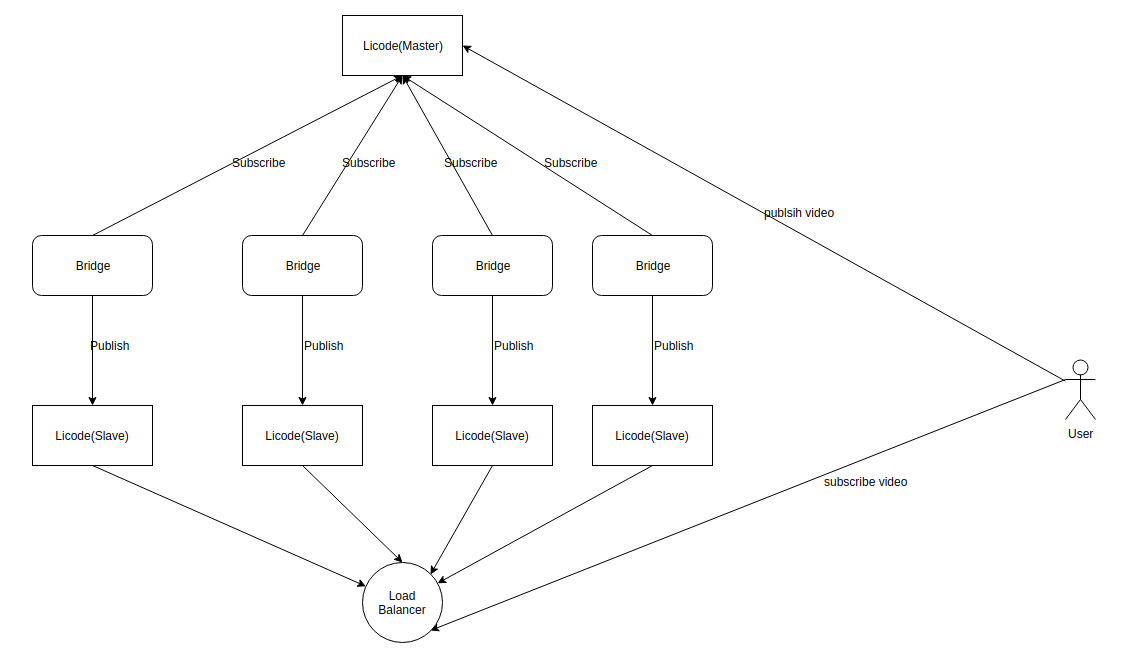 Licode(Master)
Subscribe
Subscribe
Subscribe
Subscribe
publsih video
Bridge
Bridge
Bridge
Bridge
Publish
Publish
Publish
Publish
Licode(Slave)
Licode(Slave)
Licode(Slave)
Licode(Slave)
User
subscribe video
Load
Balancer